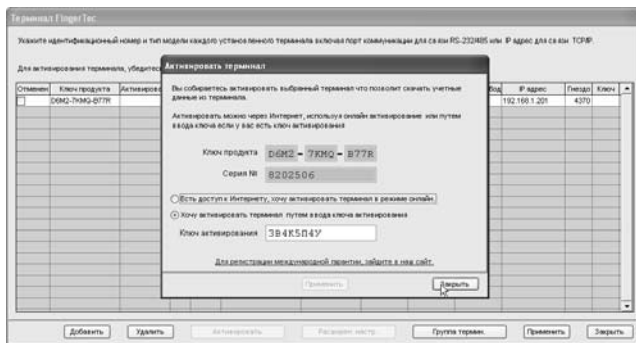 Терминал FingerTec
Укажите идентификационный номер и тип модели каждого установленного терминала включая порт коммуникации для связи RS-232/485 или IP адрес для связи TCP/IP.
Для активирования терминала, убедитесь
Отменен Ключ продукта Активирова Вод IP адрес Гнездо Ключ
D6M2-7KMQ-B77R 192.168.1.201 4370
Активировать терминал
Вы собираетесь активировать выбранный терминал что позволит скачать учетные
данные из терминала.
Активировать можно через Интернет, используя онлайн активирование или путем
ввода ключа если у вас есть ключ активирования
Ключ продукта D6M2 - 7KMQ - B77R
Серия № 8202506
Есть доступ к Интернету, хочу активировать терминал в режиме онлайн.
Хочу активировать терминал путем ввода ключа активирования
Ключ активирования 3B4K5П4У
Для регистрации международной гарантии, зайдите в наш сайт.
Применить Закрыть
Добавить Удалить Активировать Расширен. настр. Группа термин. Применить Закрыть